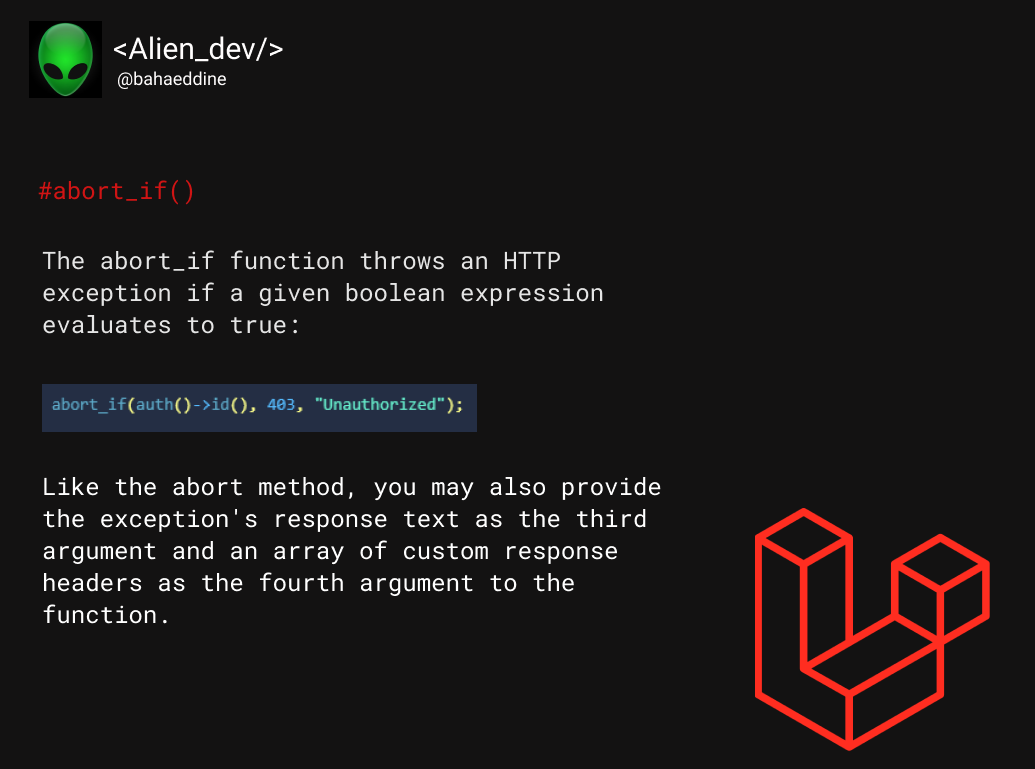 <Alien_dev/>
@bahaeddine
#abort_if()
The abort_if function throws an HTTP
exception if a given boolean expression
evaluates to true:
abort_if(auth()->id(), 403, "Unauthorized");
Like the abort method, you may also provide
the exception's response text as the third
argument and an array of custom response
headers as the fourth argument to the
function.